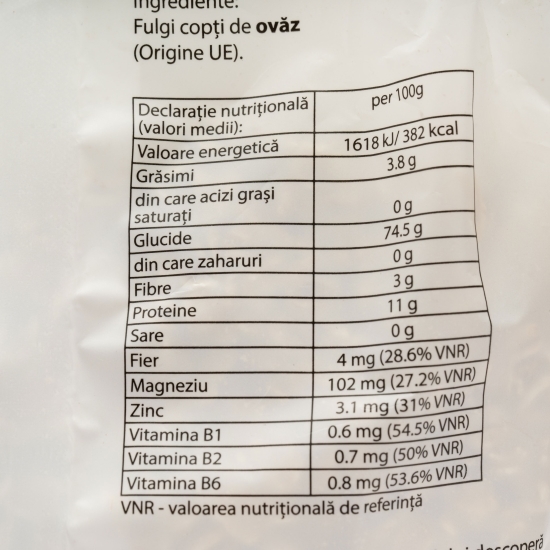 Ingrediente:
Fulgi copți de ovăz
(Origine UE).
Declarație nutrițională per 100g
(valori medii):
Valoare energetică 1618 kJ/ 382 kcal
Grăsimi 3.8 g
din care acizi grași
saturați 0 g
Glucide 74.5 g
din care zaharuri 0 g
Fibre 3 g
Proteine 11 g
Sare 0 g
Fier 4 mg (28.6% VNR)
Magneziu 102 mg (27.2% VNR)
Zinc 3.1 mg (31% VNR)
Vitamina B1 0.6 mg (54.5% VNR)
Vitamina B2 0.7 mg (50% VNR)
Vitamina B6 0.8 mg (53.6% VNR)
VNR - valoarea nutrițională de referință
descoperă